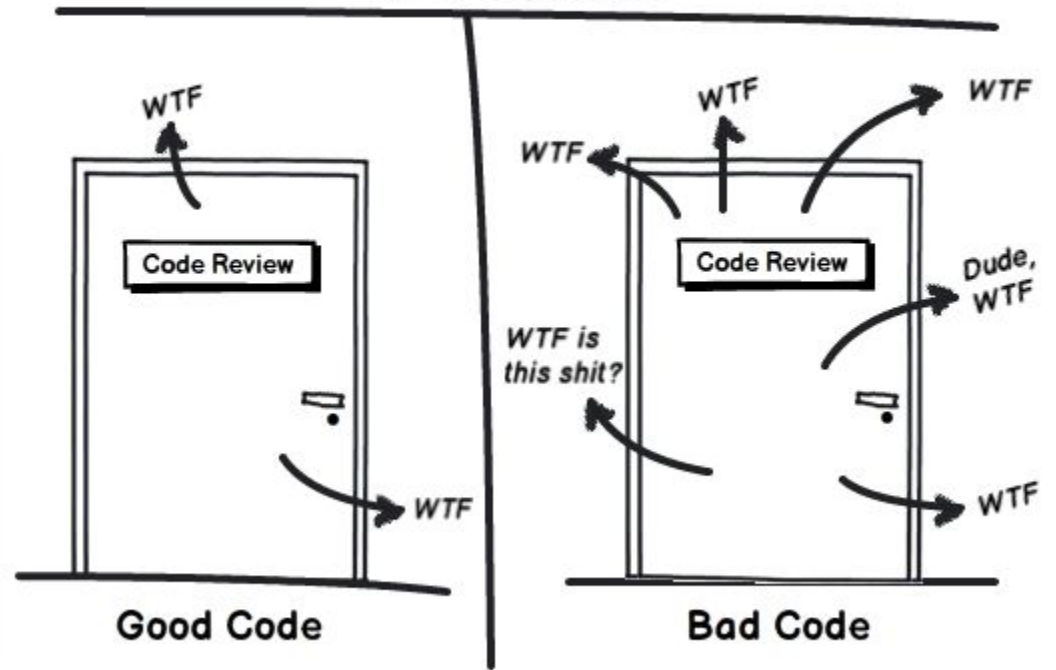 WTF
Code Review
WTF
Good Code
WTF
WTF
WTF
Code Review
Dude,
WTF
WTF is
this shit?
WTF
Bad Code